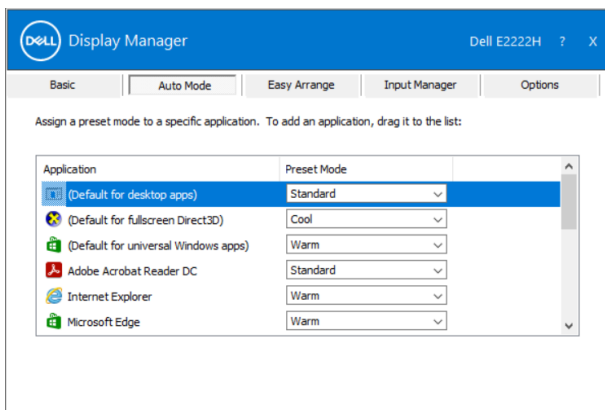 DELL Display Manager Dell E2222H ? X
Basic Auto Mode Easy Arrange Input Manager Options
Assign a preset mode to a specific application. To add an application, drag it to the list:
Application Preset Mode
(Default for desktop apps) Standard
(Default for fullscreen Direct3D) Cool
(Default for universal Windows apps) Warm
Adobe Acrobat Reader DC Standard
Internet Explorer Warm
Microsoft Edge Warm